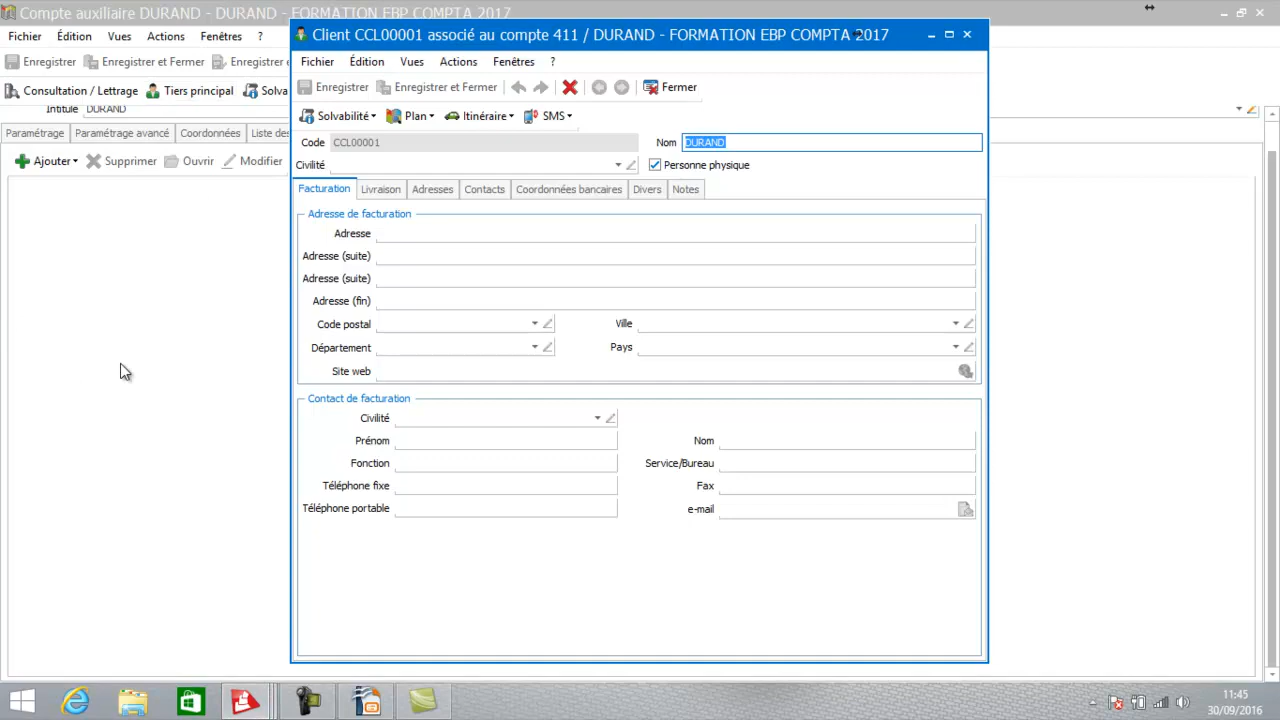 Compte auxiliaire DURAND - DURAND - FORMATION EBP COMPTA 2017
Fichier Édition Vues Actions Fenêtres ?
Enregistrer Enregistrer et Fermer Enregistrer e
Consultation / Lettrage Tiers principal Solva
Intitulé DURAND
Paramétrage Paramétrage avancé Coordonnées Liste des
Ajouter Supprimer Ouvrir Modifier
Client CCL00001 associé au compte 411 / DURAND - FORMATION EBP COMPTA 2017
Fichier Édition Vues Actions Fenêtres ?
Enregistrer Enregistrer et Fermer Fermer
Solvabilité Plan Itinéraire SMS
Code CCL00001 Nom DURAND
Civilité Personne physique
Facturation Livraison Adresses Contacts Coordonnées bancaires Divers Notes
Adresse de facturation
Adresse
Adresse (suite)
Adresse (suite)
Adresse (fin)
Code postal Ville
Département Pays
Site web
Contact de facturation
Civilité
Prénom Nom
Fonction Service/Bureau
Téléphone fixe Fax
Téléphone portable e-mail
11:45
30/09/2016